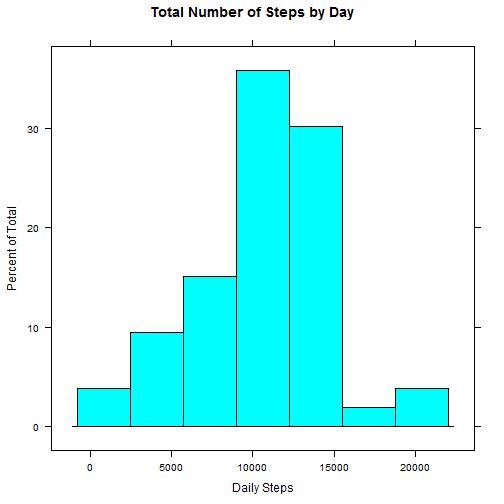 Total Number of Steps by Day
Percent of Total
30
20
10
0
0 5000 10000 15000 20000
Daily Steps